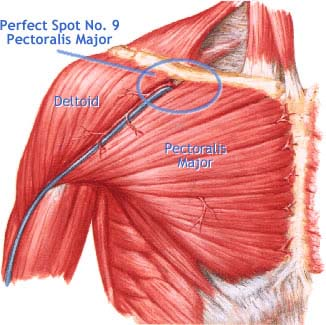 Perfect Spot No. 9
Pectoralis Major
Deltoid
Pectoralis
Major